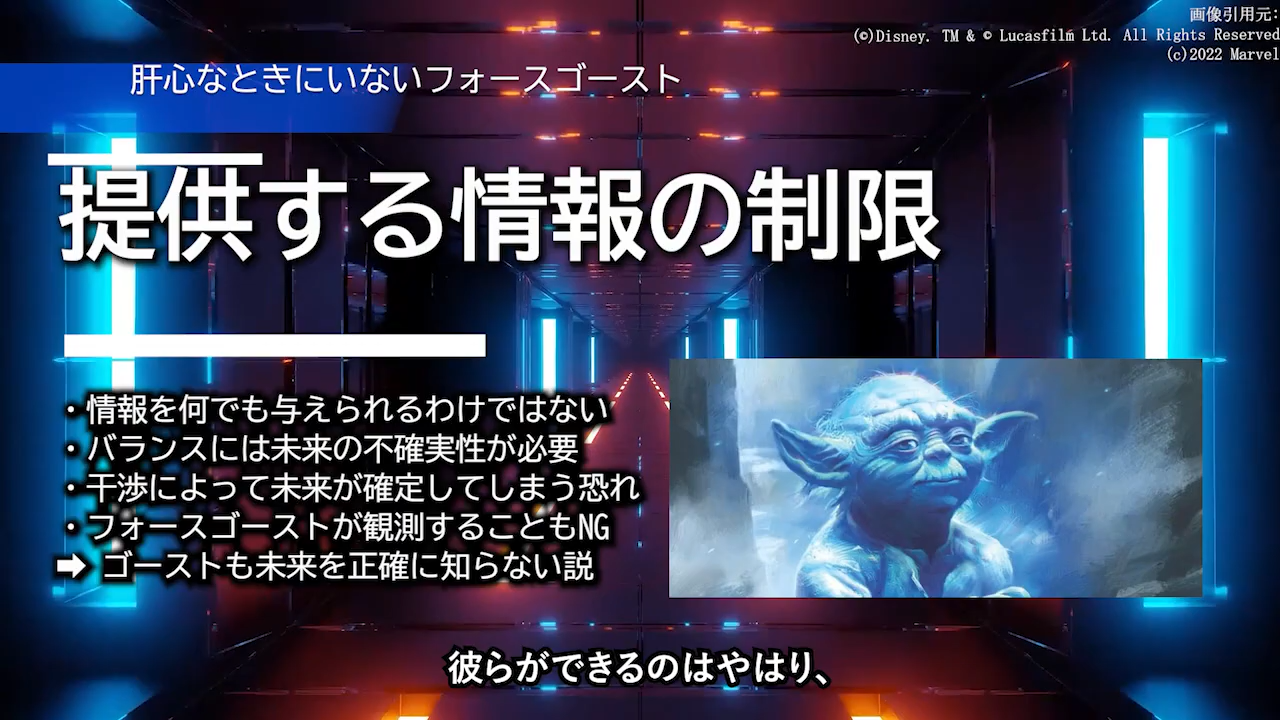 画像引用元:
(©)Disney. TM & © Lucasfilm Ltd. All Rights Reserved
(c)2022 Marvel
肝心なときにいないフォースゴースト
提供する情報の制限
・情報を何でも与えられるわけではない
・バランスには未来の不確実性が必要
・干渉によって未来が確定してしまう恐れ
・フォースゴーストが観測することもNG
➡ ゴーストも未来を正確に知らない説
彼らができるのはやはり、